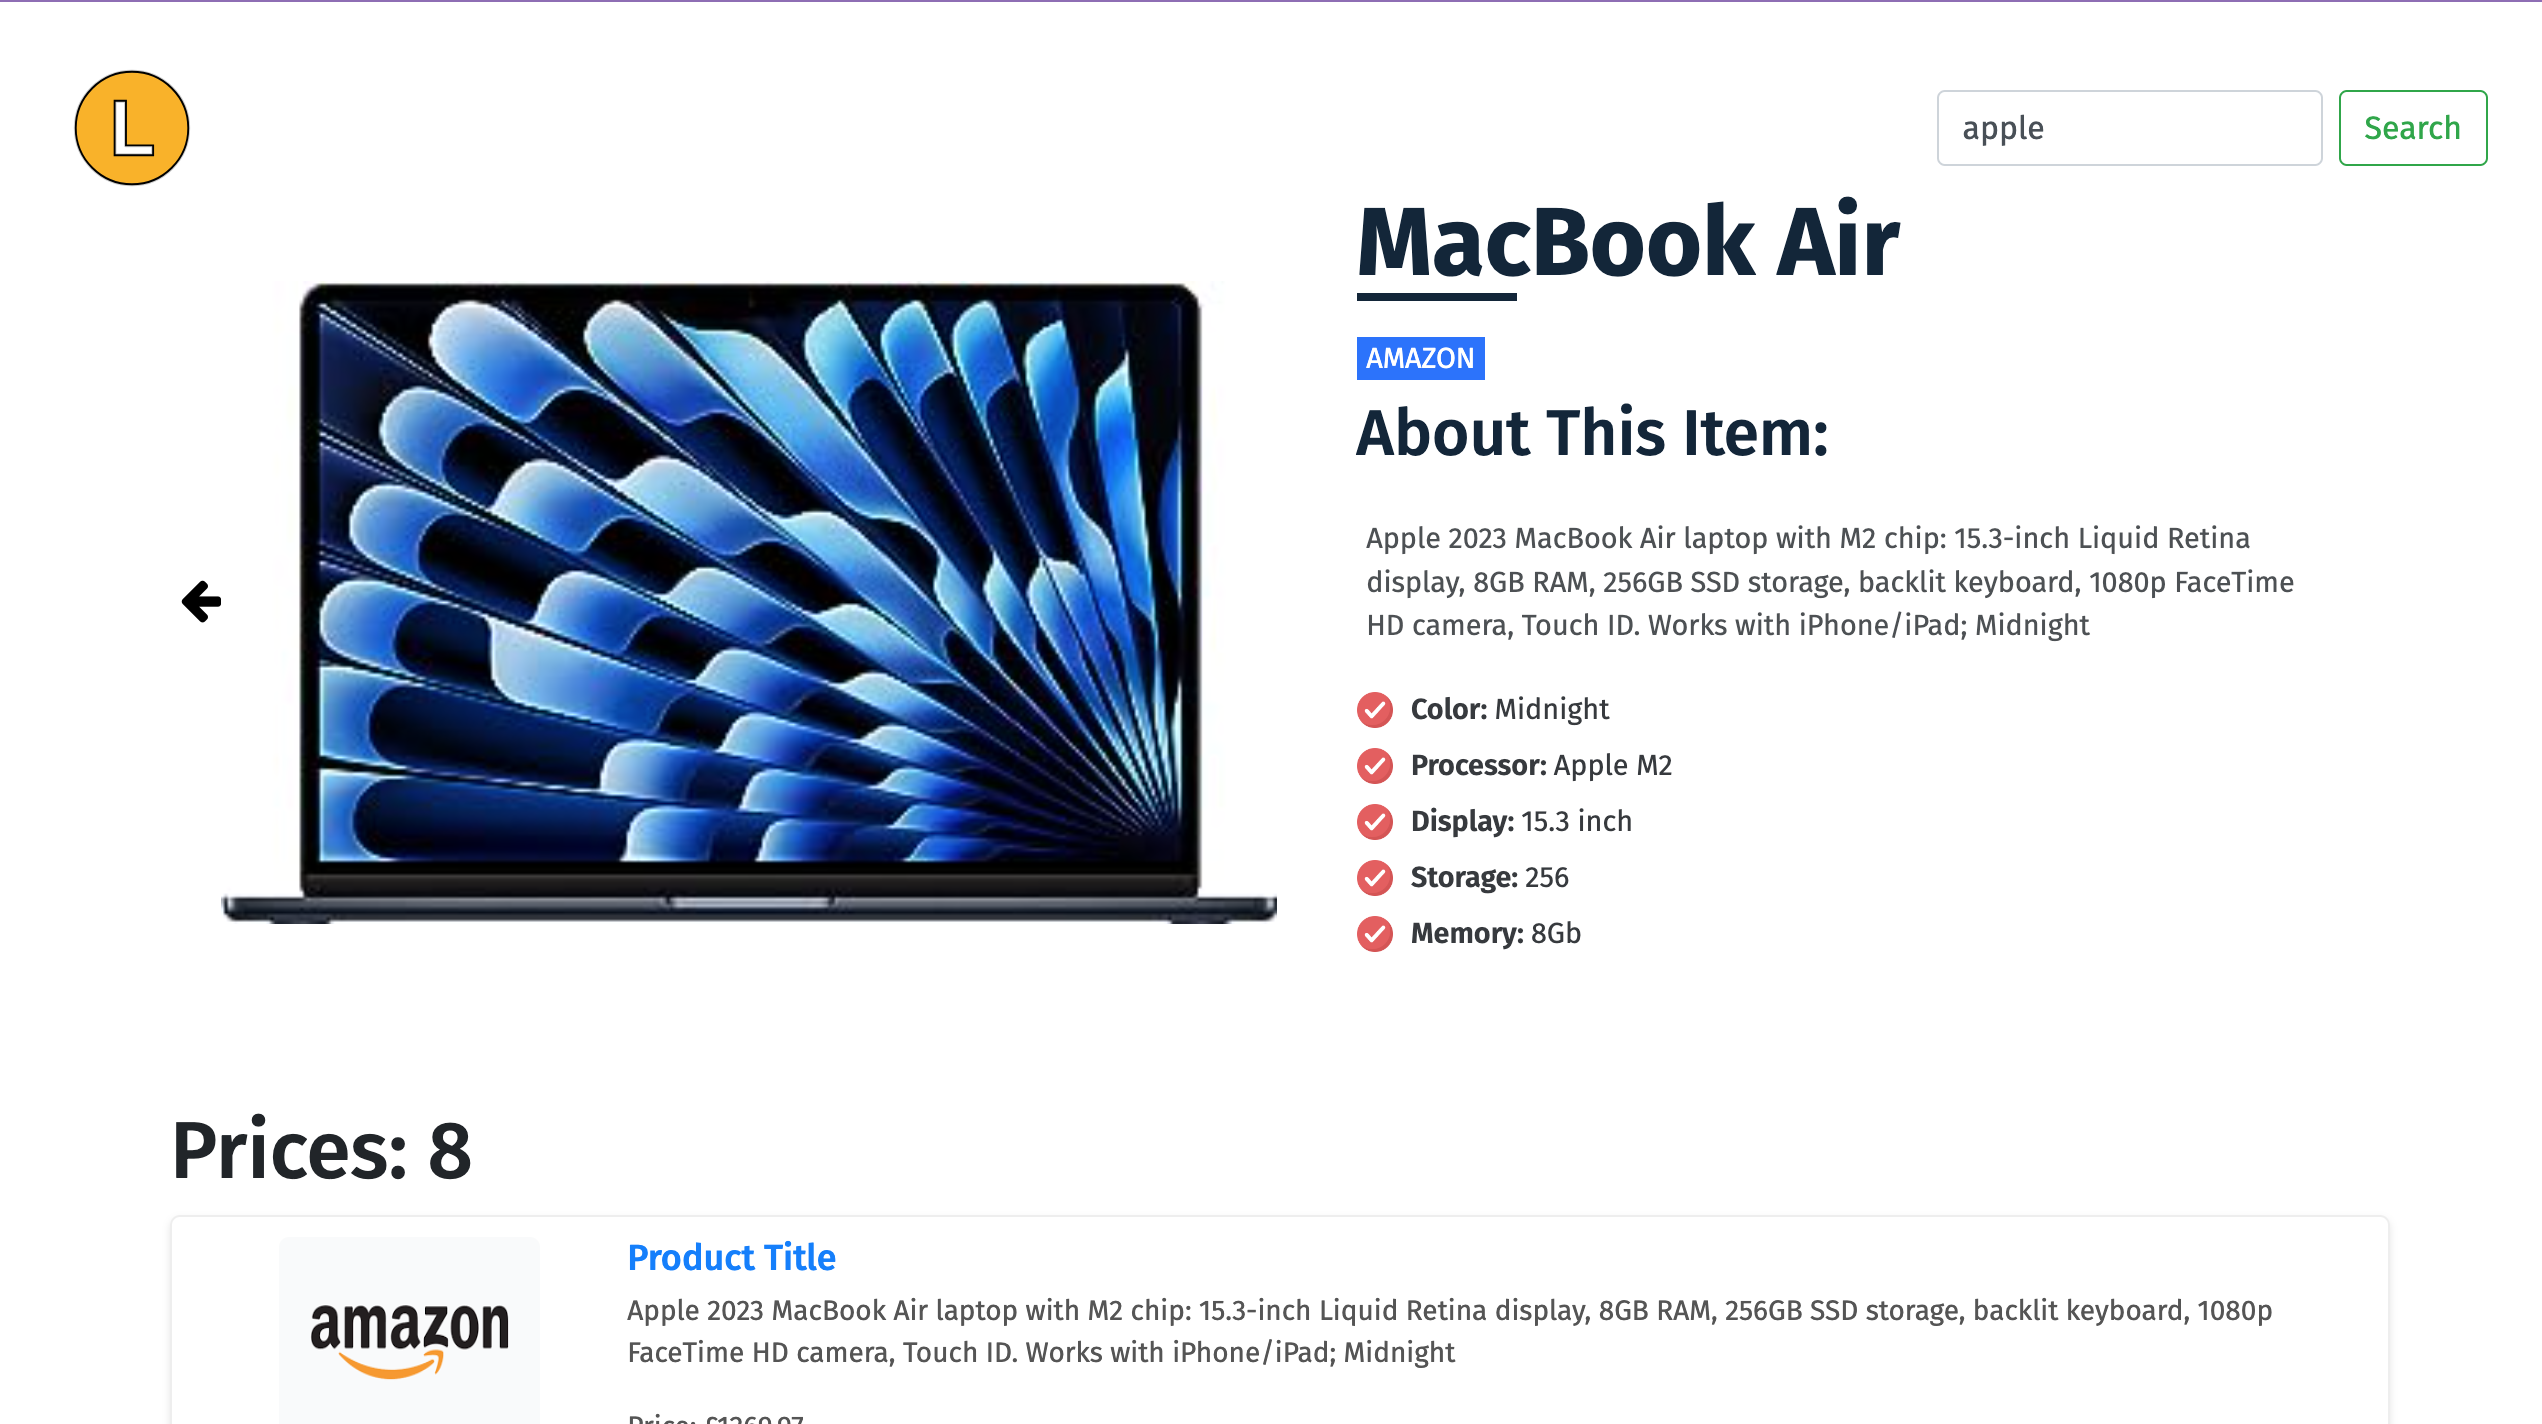 L
apple
Search
MacBook Air
AMAZON
About This Item:
Apple 2023 MacBook Air laptop with M2 chip: 15.3-inch Liquid Retina
display, 8GB RAM, 256GB SSD storage, backlit keyboard, 1080p FaceTime
HD camera, Touch ID. Works with iPhone/iPad; Midnight
Color: Midnight
Processor: Apple M2
Display: 15.3 inch
Storage: 256
Memory: 8Gb
Prices: 8
amazon
Product Title
Apple 2023 MacBook Air laptop with M2 chip: 15.3-inch Liquid Retina display, 8GB RAM, 256GB SSD storage, backlit keyboard, 1080p
FaceTime HD camera, Touch ID. Works with iPhone/iPad; Midnight
Price: